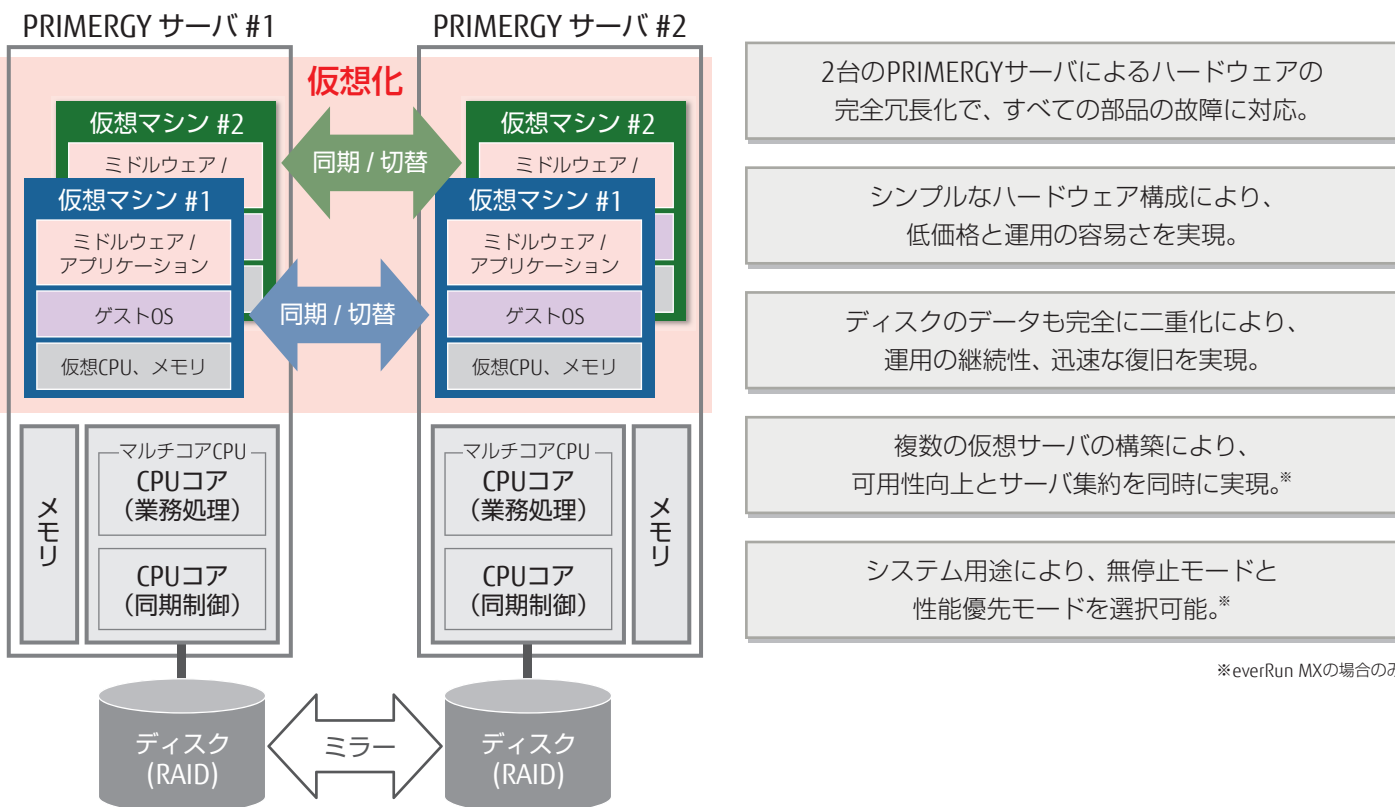 PRIMERGY サーバ #1
PRIMERGY サーバ #2
仮想化
仮想マシン #2
ミドルウェア /
仮想マシン #1
ミドルウェア /
アプリケーション
ゲストOS
仮想CPU、メモリ
同期 / 切替
同期 / 切替
仮想マシン #2
ミドルウェア /
仮想マシン #1
ミドルウェア /
アプリケーション
ゲストOS
仮想CPU、メモリ
メモリ
マルチコアCPU
CPUコア
（業務処理）
CPUコア
（同期制御）
マルチコアCPU
CPUコア
（業務処理）
CPUコア
（同期制御）
メモリ
ディスク
(RAID)
ミラー
ディスク
(RAID)
2台のPRIMERGYサーバによるハードウェアの
完全冗長化で、すべての部品の故障に対応。
シンプルなハードウェア構成により、
低価格と運用の容易さを実現。
ディスクのデータも完全に二重化により、
運用の継続性、迅速な復旧を実現。
複数の仮想サーバの構築により、
可用性向上とサーバ集約を同時に実現。※
システム用途により、無停止モードと
性能優先モードを選択可能。※
※everRun MXの場合のみ